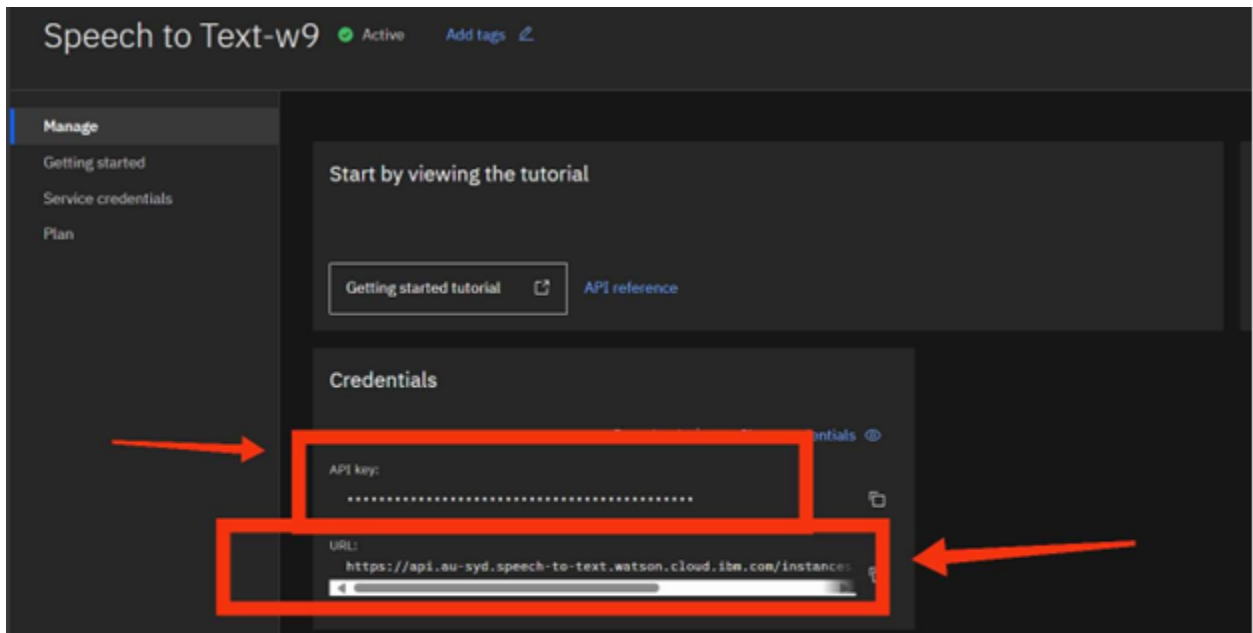 Speech to Text-w9 Active Add tags
Manage
Getting started
Service credentials
Plan
Start by viewing the tutorial
Getting started tutorial API reference
Credentials
API key:
••••••••••••••••••••••••••••••••••••••••••••
URL:
https://api.au-syd.speech-to-text.watson.cloud.ibm.com/instances